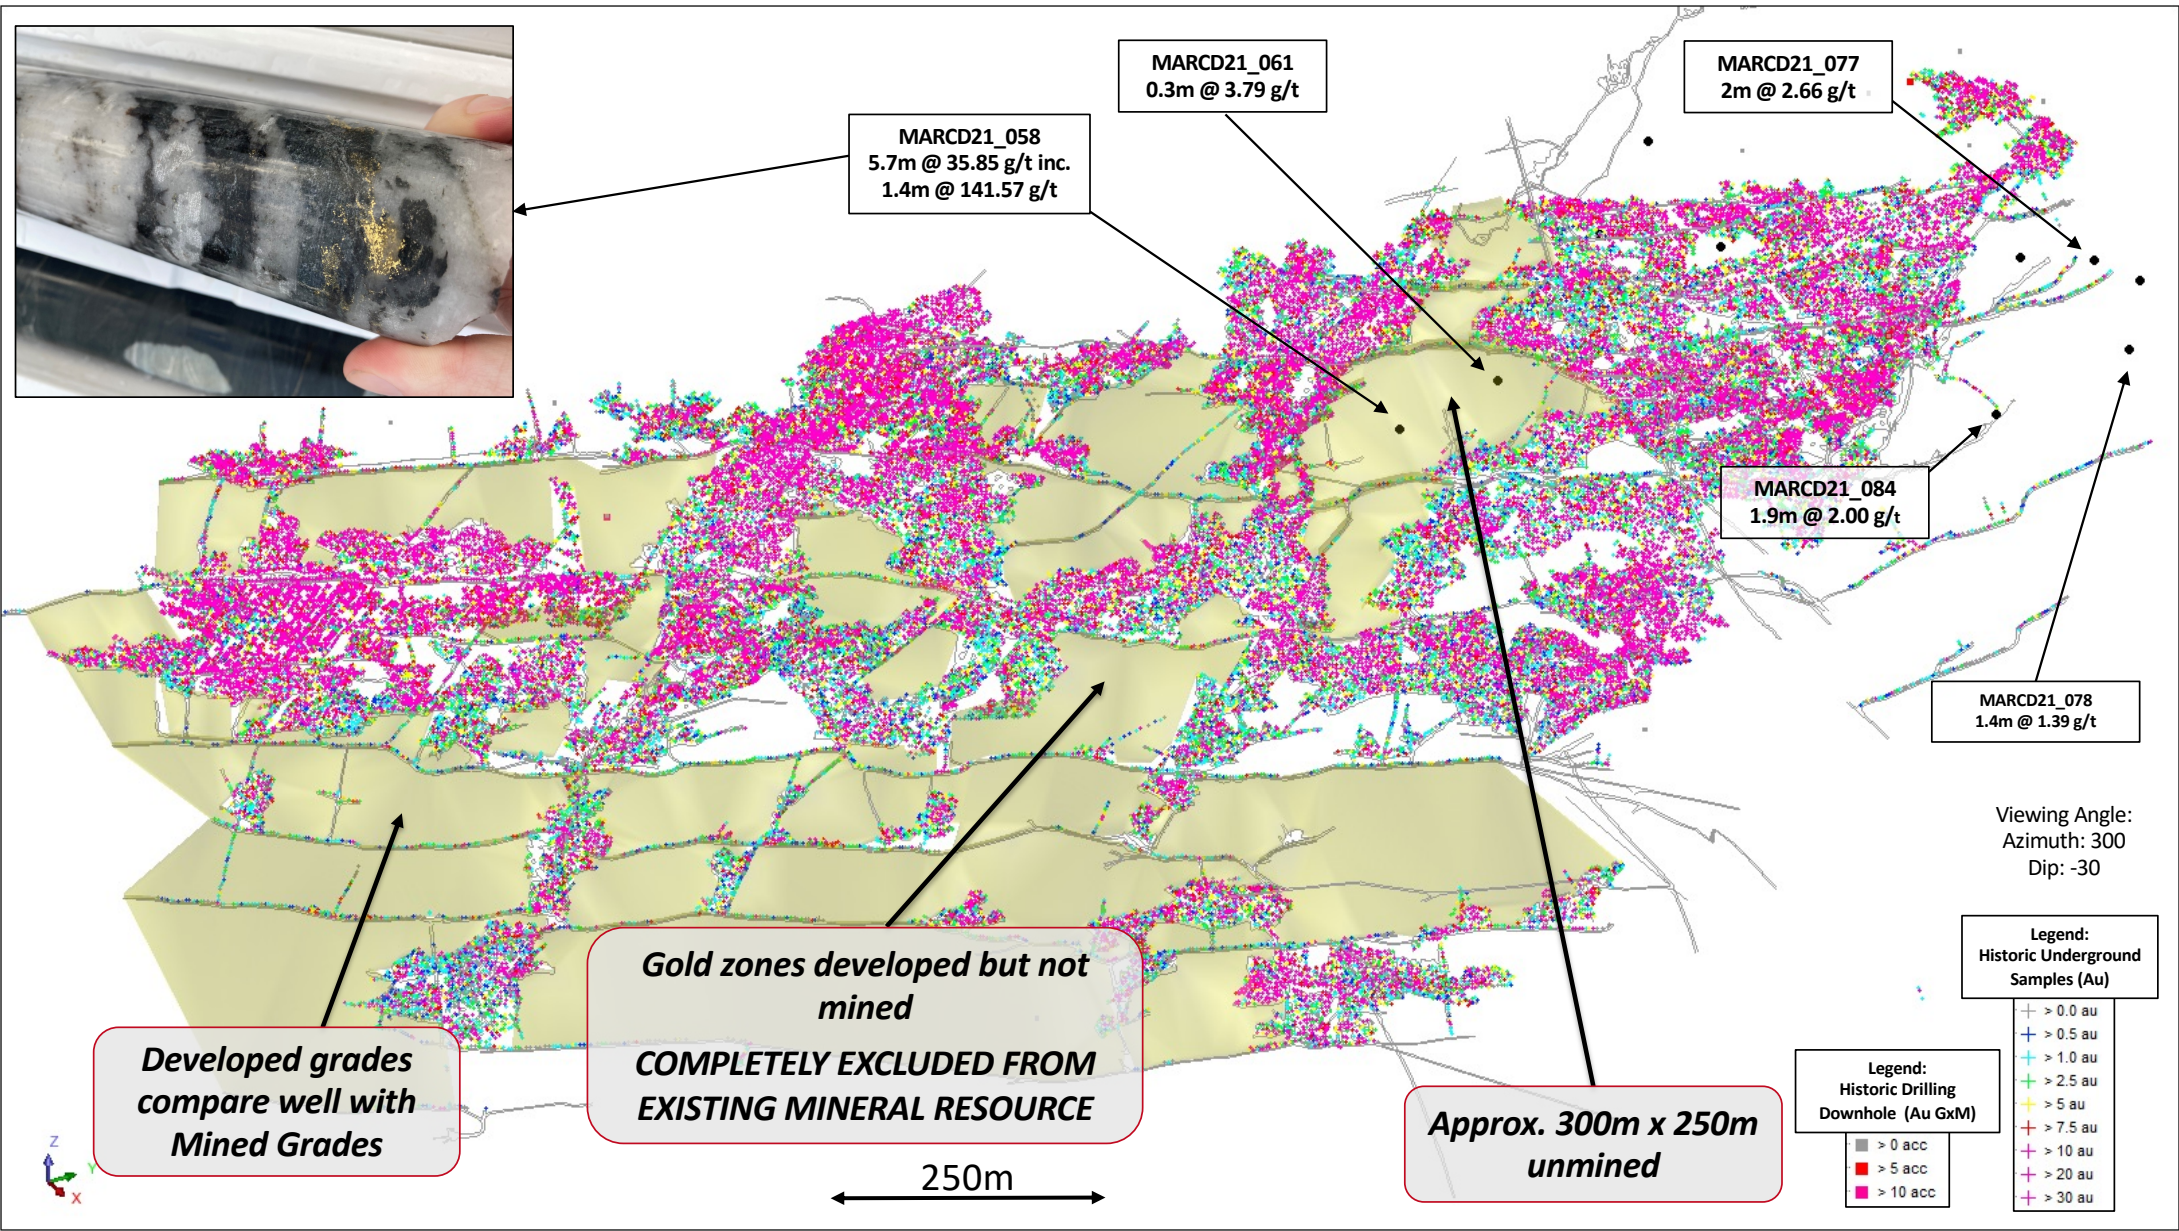 MARCD21_061
0.3m @ 3.79 g/t
MARCD21_077
2m @ 2.66 g/t
MARCD21_058
5.7m @ 35.85 g/t inc.
1.4m @ 141.57 g/t
MARCD21_084
1.9m @ 2.00 g/t
MARCD21_078
1.4m @ 1.39 g/t
Viewing Angle:
Azimuth: 300
Dip: -30
Legend:
Historic Underground
Samples (Au)
> 0.0 au
> 0.5 au
> 1.0 au
> 2.5 au
> 5 au
> 7.5 au
> 10 au
> 20 au
> 30 au
Legend:
Historic Drilling
Downhole (Au GxM)
> 0 acc
> 5 acc
> 10 acc
Gold zones developed but not
mined
COMPLETELY EXCLUDED FROM
EXISTING MINERAL RESOURCE
Developed grades
compare well with
Mined Grades
Approx. 300m x 250m
unmined
250m
Z
Y
X